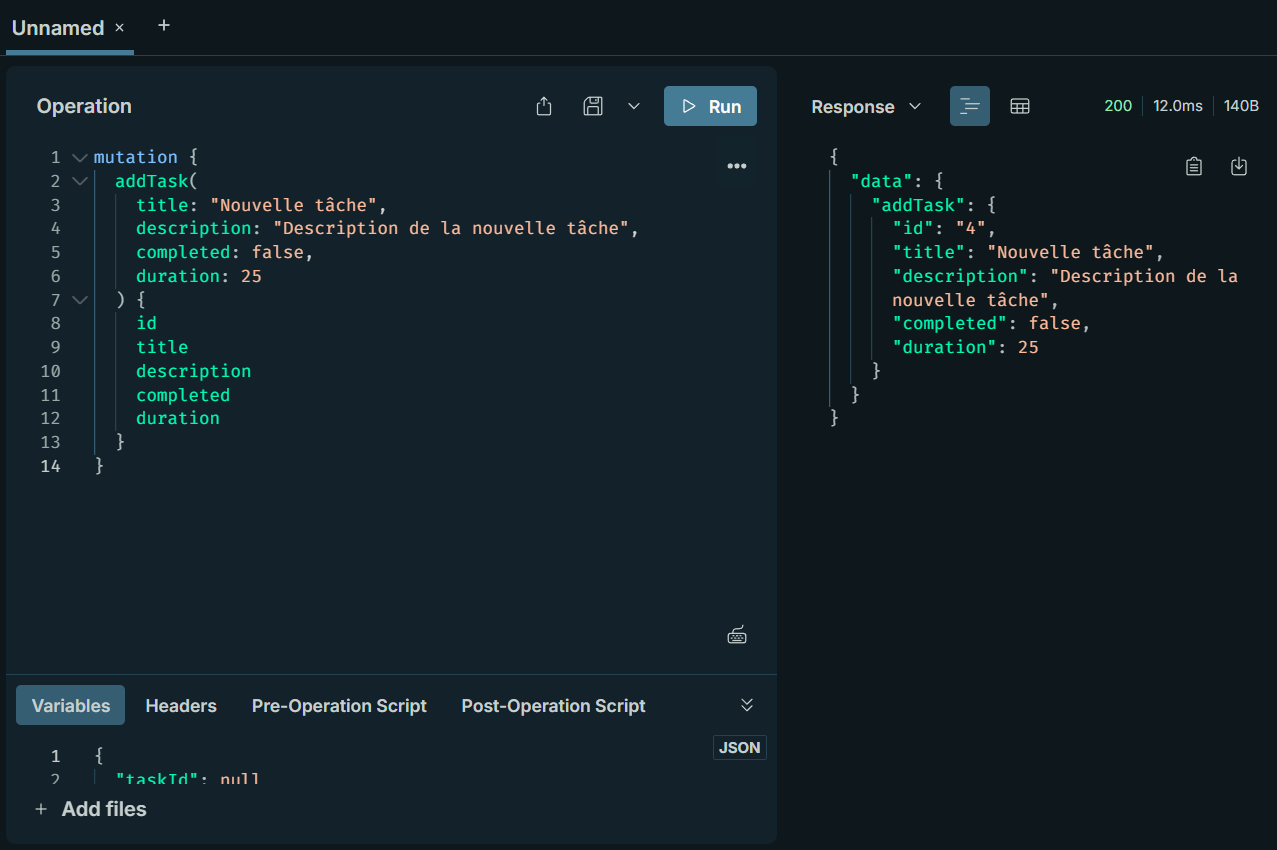 Unnamed × +
Operation
Run
1 mutation {
2 addTask(
3 title: "Nouvelle tâche",
4 description: "Description de la nouvelle tâche",
5 completed: false,
6 duration: 25
7 ) {
8 id
9 title
10 description
11 completed
12 duration
13 }
14 }
Variables Headers Pre-Operation Script Post-Operation Script
JSON
1 {
2 "taskId": null
+ Add files
Response
200 12.0ms 140B
{
"data": {
"addTask": {
"id": "4",
"title": "Nouvelle tâche",
"description": "Description de la
nouvelle tâche",
"completed": false,
"duration": 25
}
}
}